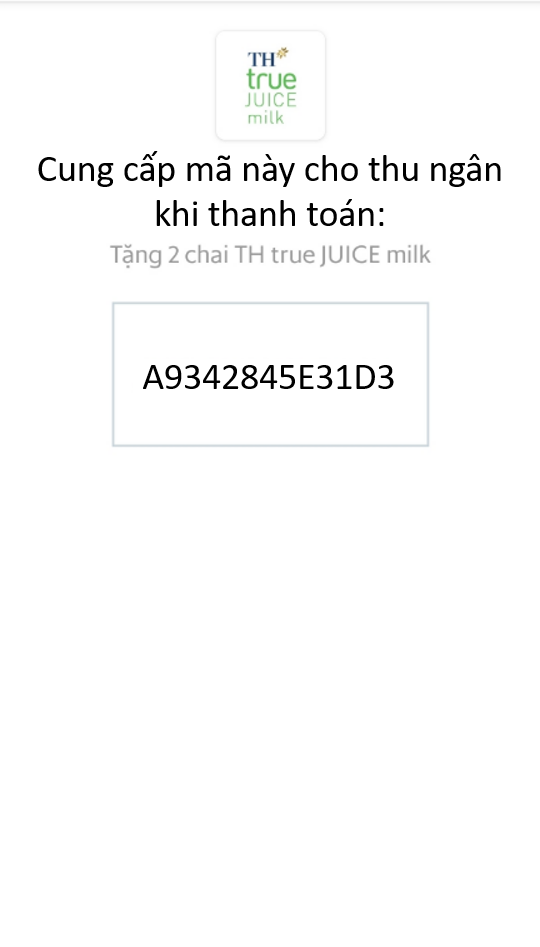 TH
true
JUICE
milk
Cung cấp mã này cho thu ngân
khi thanh toán:
Tặng 2 chai TH true JUICE milk
A9342845E31D3